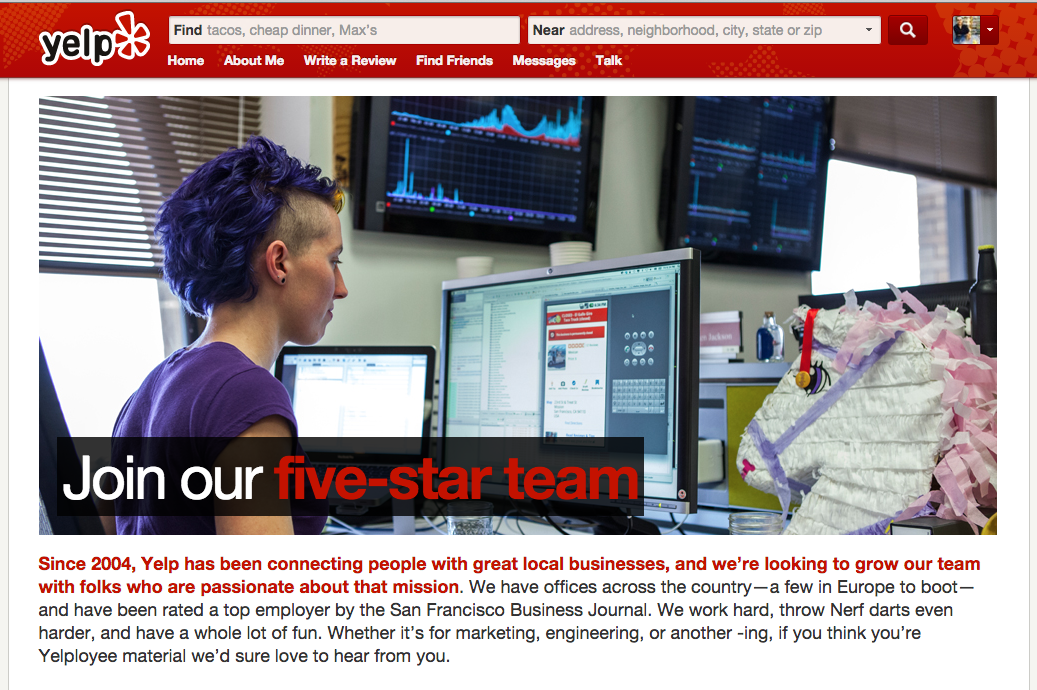 yelp
Find tacos, cheap dinner, Max's
Near address, neighborhood, city, state or zip
Home About Me Write a Review Find Friends Messages Talk
Join our five-star team
Since 2004, Yelp has been connecting people with great local businesses, and we're looking to grow our team
with folks who are passionate about that mission. We have offices across the country—a few in Europe to boot—
and have been rated a top employer by the San Francisco Business Journal. We work hard, throw Nerf darts even
harder, and have a whole lot of fun. Whether it's for marketing, engineering, or another -ing, if you think you're
Yelployee material we'd sure love to hear from you.